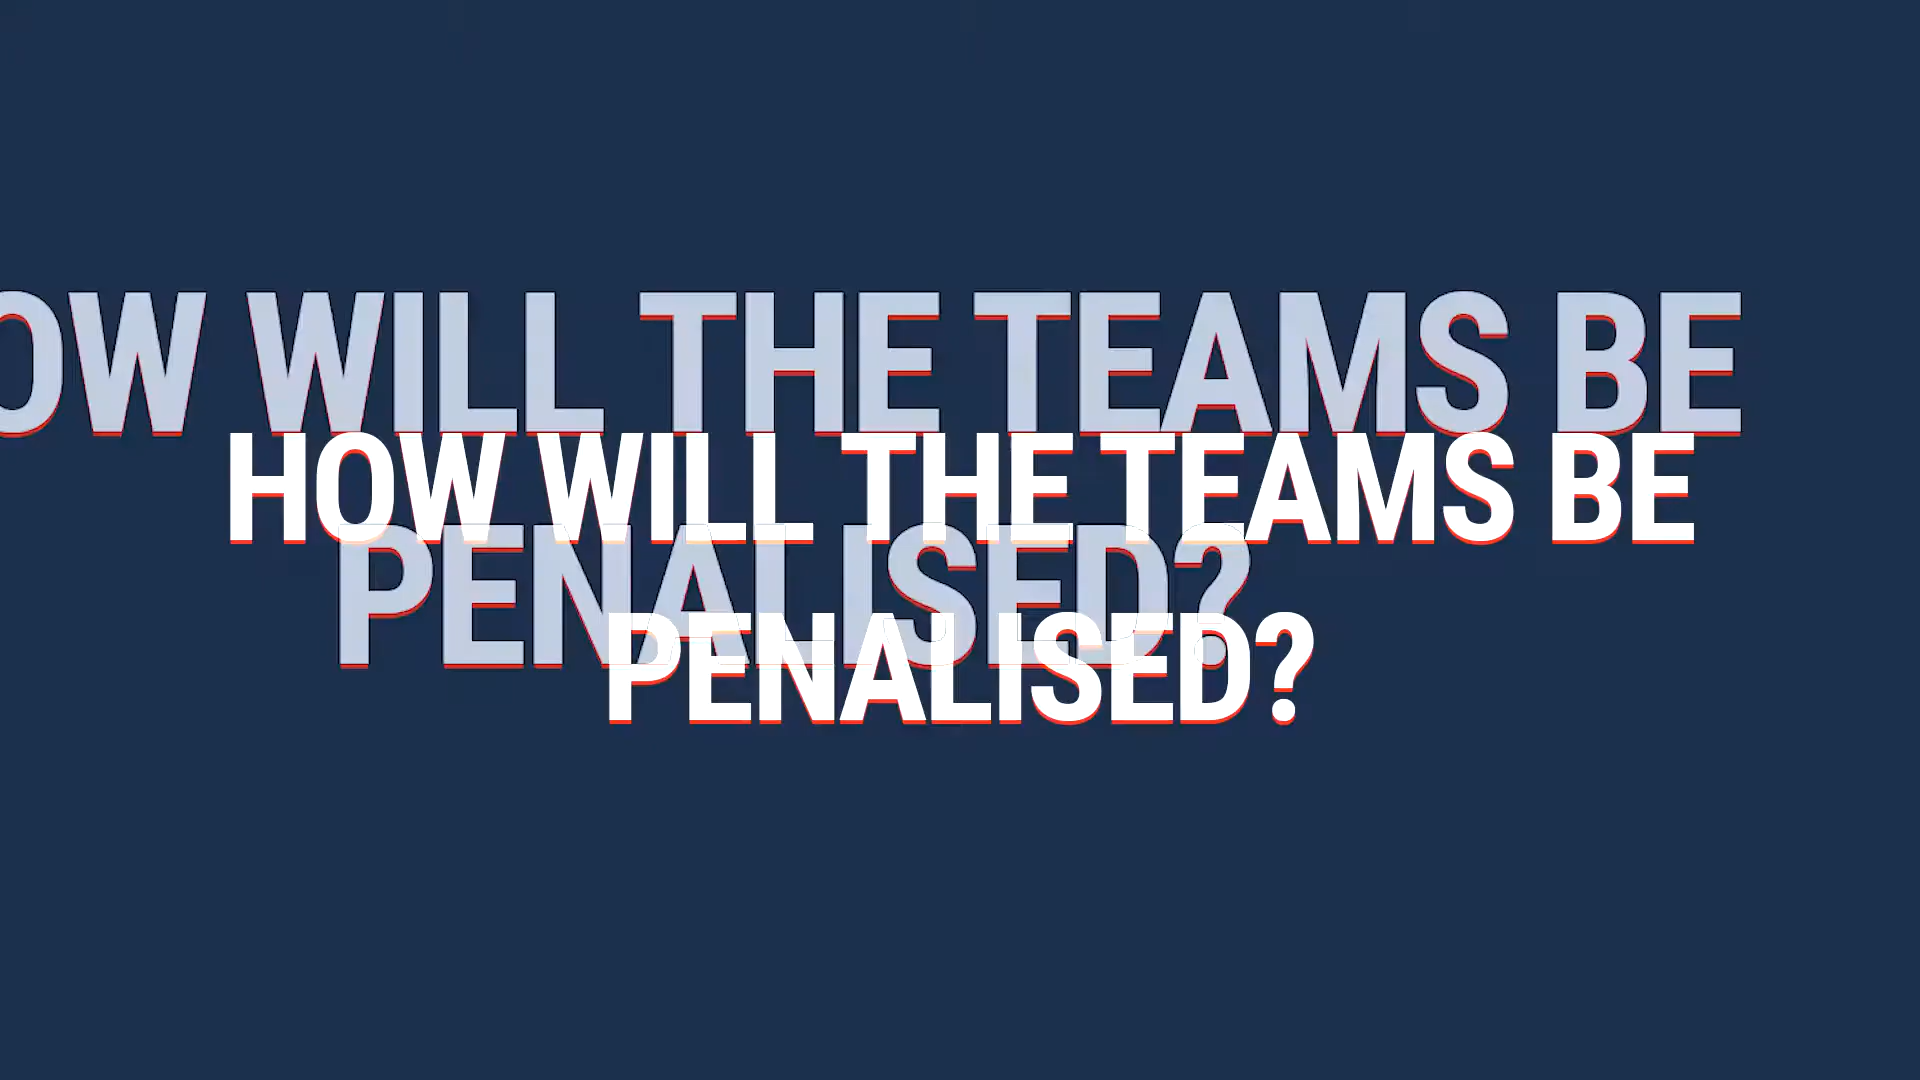 OW WILL THE TEAMS BE
HOW WILL THE TEAMS BE
PENALISED?
PENALISED?